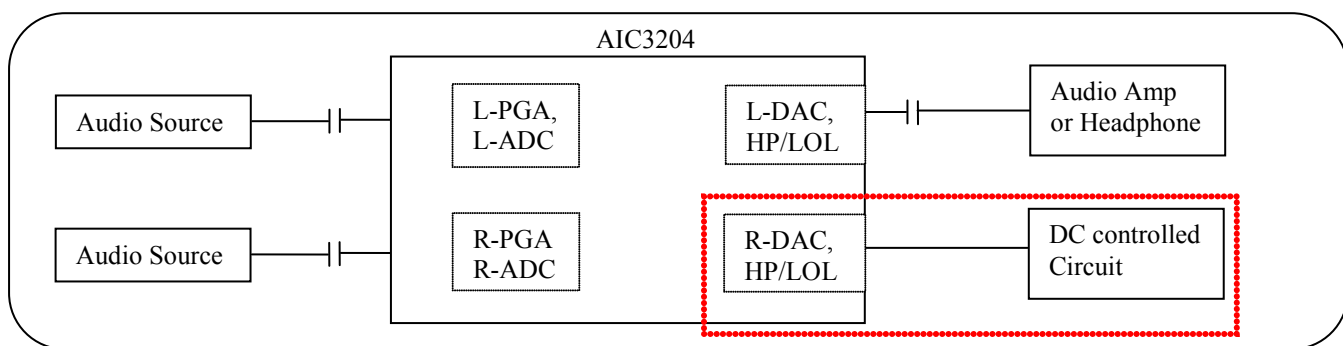 AIC3204
Audio Source
L-PGA,
L-ADC
L-DAC,
HP/LOL
Audio Amp
or Headphone
Audio Source
R-PGA
R-ADC
R-DAC,
HP/LOL
DC controlled
Circuit